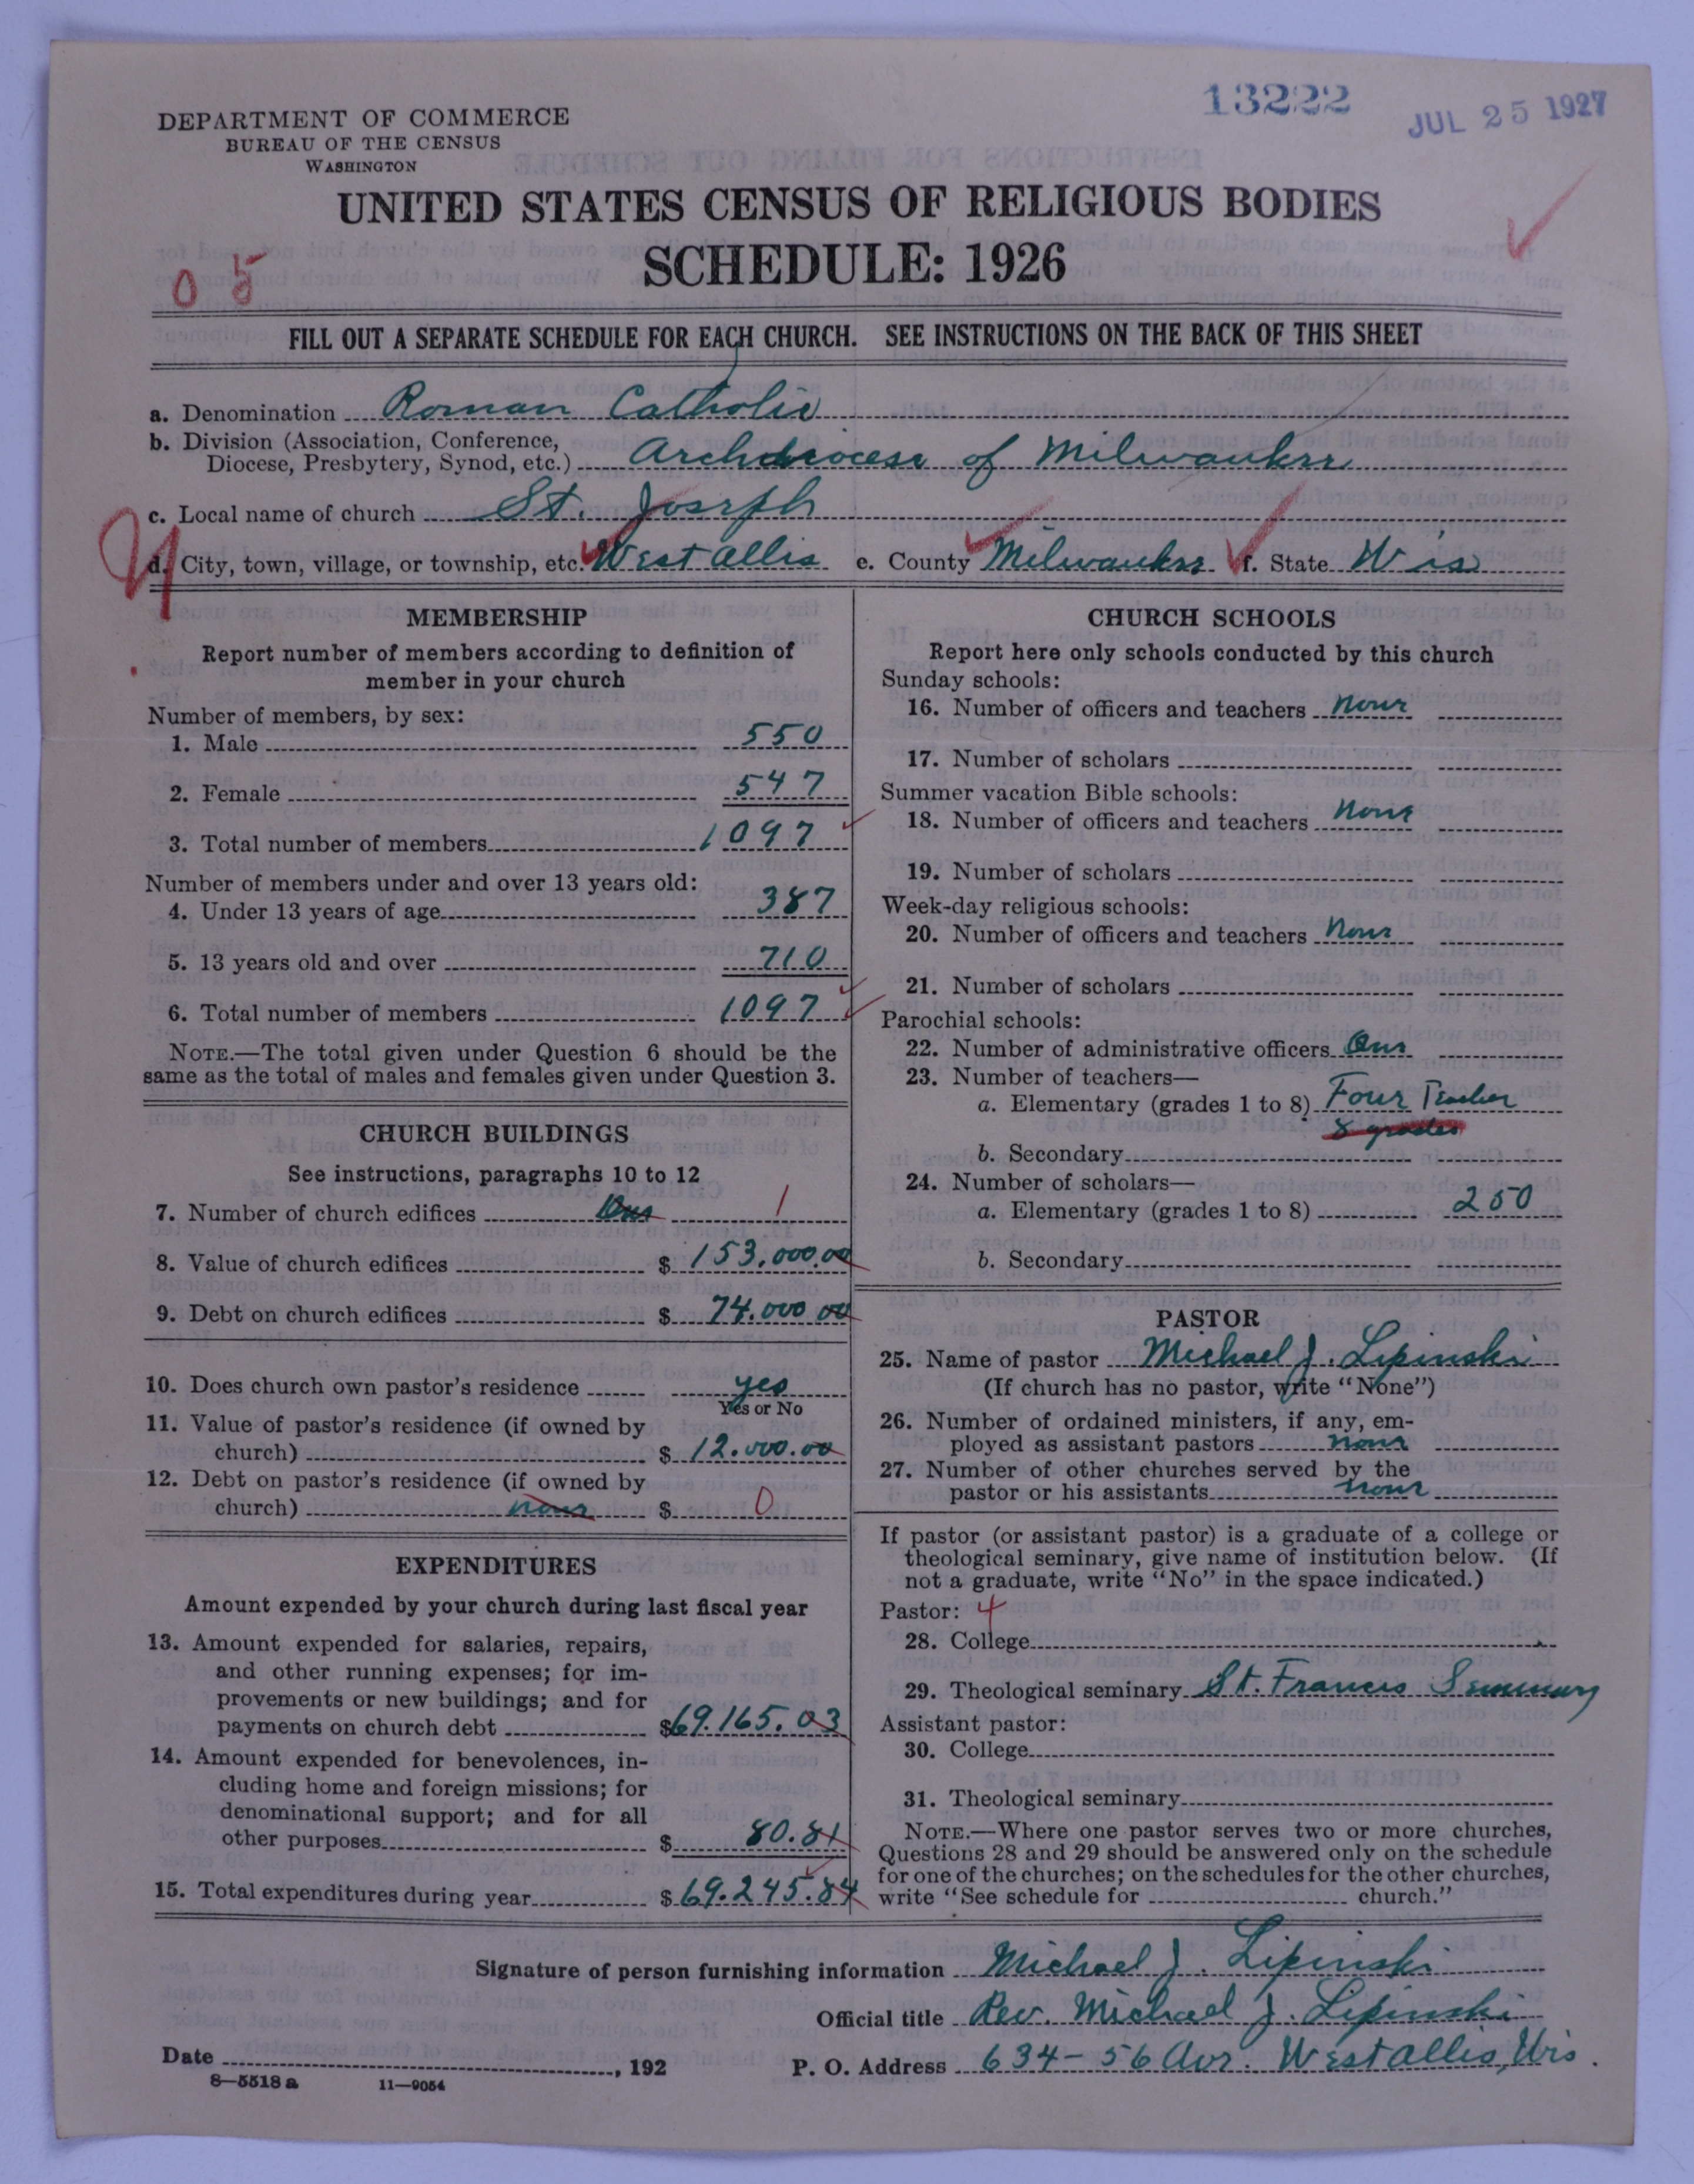 13222
JUL 25 1927
DEPARTMENT OF COMMERCE
BUREAU OF THE CENSUS
WASHINGTON
UNITED STATES CENSUS OF RELIGIOUS BODIES
SCHEDULE: 1926
0 5
FILL OUT A SEPARATE SCHEDULE FOR EACH CHURCH. SEE INSTRUCTIONS ON THE BACK OF THIS SHEET
a. Denomination Roman Catholic
b. Division (Association, Conference,
Diocese, Presbytery, Synod, etc.) Archdiocese of Milwaukee
c. Local name of church St. Joseph
d. City, town, village, or township, etc. West Allis e. County Milwaukee f. State Wis
MEMBERSHIP
Report number of members according to definition of
member in your church
Number of members, by sex:
1. Male 550
2. Female 547
3. Total number of members 1097
Number of members under and over 13 years old:
4. Under 13 years of age 387
5. 13 years old and over 710
6. Total number of members 1097
NOTE.—The total given under Question 6 should be the
same as the total of males and females given under Question 3.
CHURCH BUILDINGS
See instructions, paragraphs 10 to 12
7. Number of church edifices One 1
8. Value of church edifices $ 153.000.00
9. Debt on church edifices $ 74.000 00
10. Does church own pastor's residence yes
Yes or No
11. Value of pastor's residence (if owned by
church) $ 12.000.00
12. Debt on pastor's residence (if owned by
church) none $ 0
EXPENDITURES
Amount expended by your church during last fiscal year
13. Amount expended for salaries, repairs,
and other running expenses; for im-
provements or new buildings; and for
payments on church debt $ 69.165.03
14. Amount expended for benevolences, in-
cluding home and foreign missions; for
denominational support; and for all
other purposes $ 80.81
15. Total expenditures during year $ 69.245.84
CHURCH SCHOOLS
Report here only schools conducted by this church
Sunday schools:
16. Number of officers and teachers None
17. Number of scholars
Summer vacation Bible schools:
18. Number of officers and teachers None
19. Number of scholars
Week-day religious schools:
20. Number of officers and teachers None
21. Number of scholars
Parochial schools:
22. Number of administrative officers One
23. Number of teachers—
a. Elementary (grades 1 to 8) Four Teacher
8 grades
b. Secondary
24. Number of scholars—
a. Elementary (grades 1 to 8) 250
b. Secondary
PASTOR
25. Name of pastor Michael J. Lipinski
(If church has no pastor, write "None")
26. Number of ordained ministers, if any, em-
ployed as assistant pastors none
27. Number of other churches served by the
pastor or his assistants none
If pastor (or assistant pastor) is a graduate of a college or
theological seminary, give name of institution below. (If
not a graduate, write "No" in the space indicated.)
Pastor: 4
28. College
29. Theological seminary St. Francis Seminary
Assistant pastor:
30. College
31. Theological seminary
NOTE.—Where one pastor serves two or more churches,
Questions 28 and 29 should be answered only on the schedule
for one of the churches; on the schedules for the other churches,
write "See schedule for church."
Signature of person furnishing information Michael J. Lipinski
Official title Rev. Michael J. Lipinski
Date , 192 P. O. Address 634 - 56 Ave. West Allis, Wis.
8—5518 a 11—9054